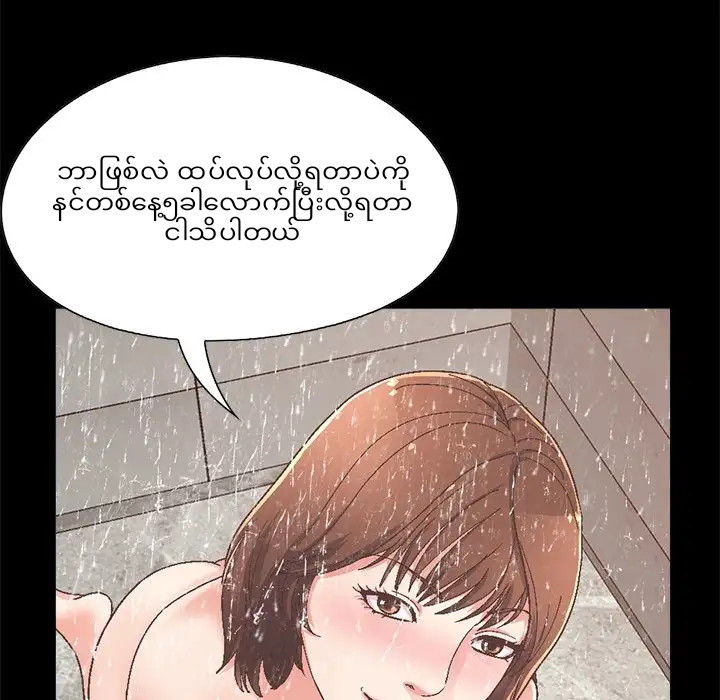 ဘာဖြစ်လဲ ထပ်လုပ်လို့ရတာပဲကို
နင်တစ်နေ့၅ခါလောက်ပြီးလို့ရတာ
ငါသိပါတယ်